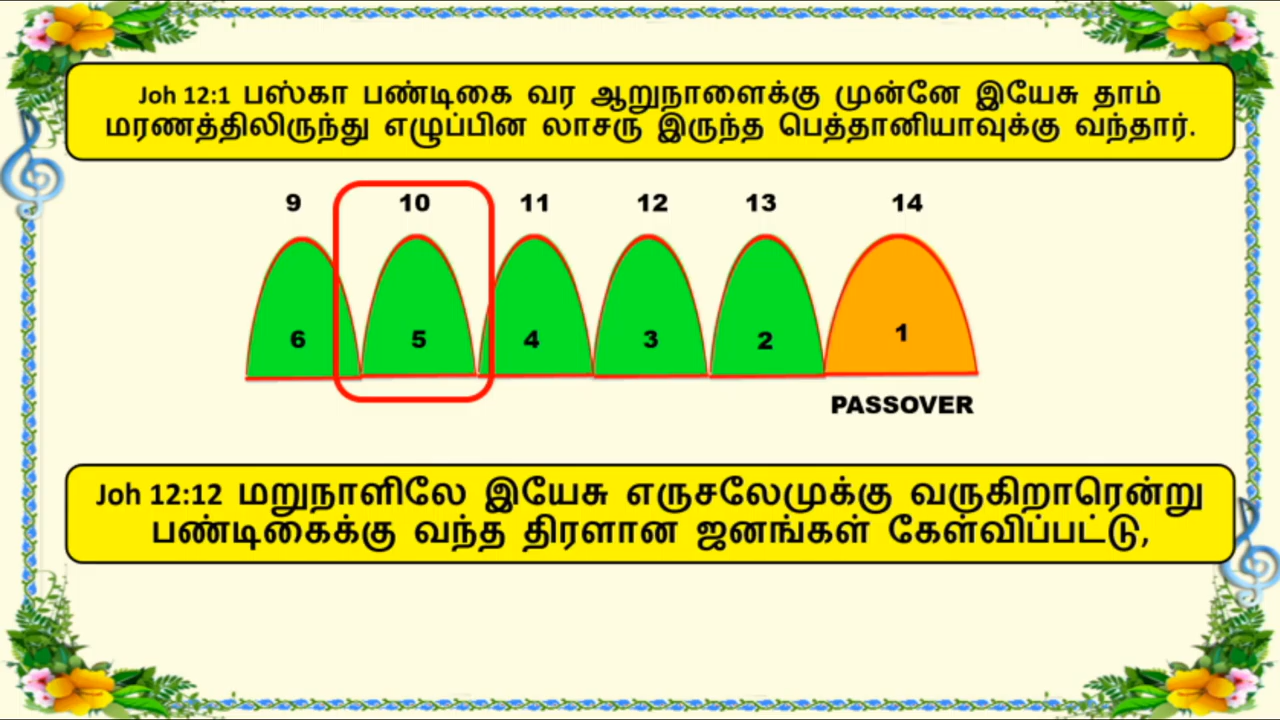 Joh 12:1 பஸ்கா பண்டிகை வர ஆறுநாளைக்கு முன்னே இயேசு தாம்
மரணத்திலிருந்து எழுப்பின லாசரு இருந்த பெத்தானியாவுக்கு வந்தார்.
9 10 11 12 13 14
6 5 4 3 2 1
PASSOVER
Joh 12:12 மறுநாளிலே இயேசு எருசலேமுக்கு வருகிறாரென்று
பண்டிகைக்கு வந்த திரளான ஜனங்கள் கேள்விப்பட்டு,